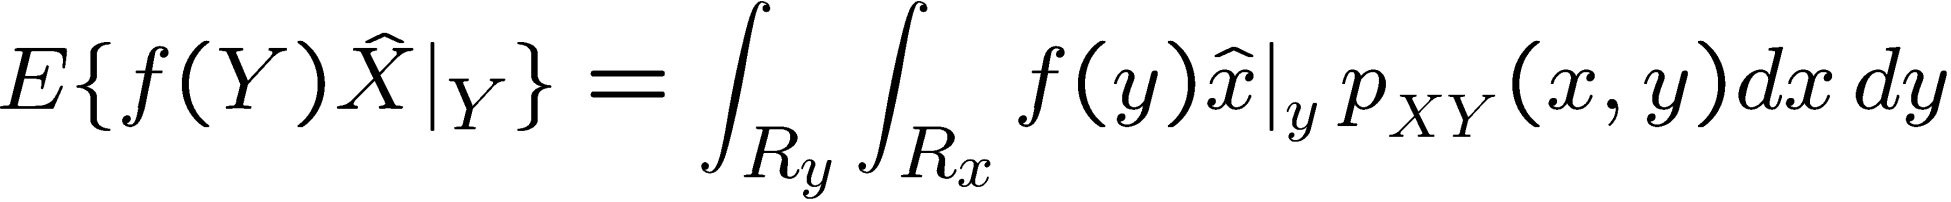 E\{f(Y)\hat{X}|_Y\} = \int_{R_y} \int_{R_x} f(y)\hat{x}|_y \, p_{XY}(x, y) dx \, dy